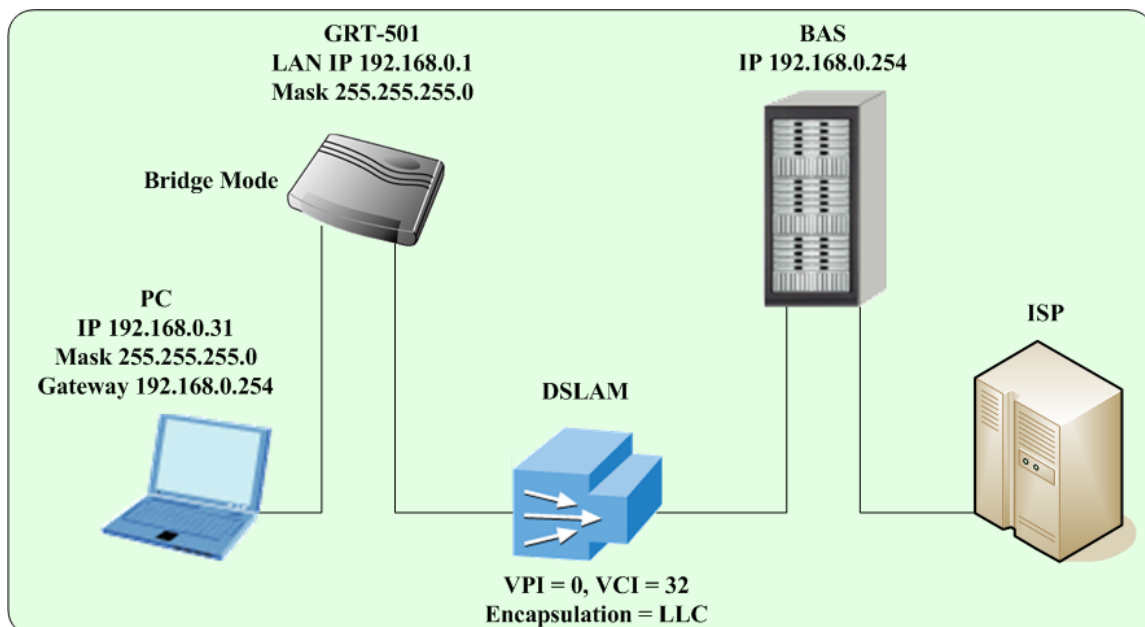 GRT-501
LAN IP 192.168.0.1
Mask 255.255.255.0
BAS
IP 192.168.0.254
Bridge Mode
PC
IP 192.168.0.31
Mask 255.255.255.0
Gateway 192.168.0.254
DSLAM
VPI = 0, VCI = 32
Encapsulation = LLC
ISP